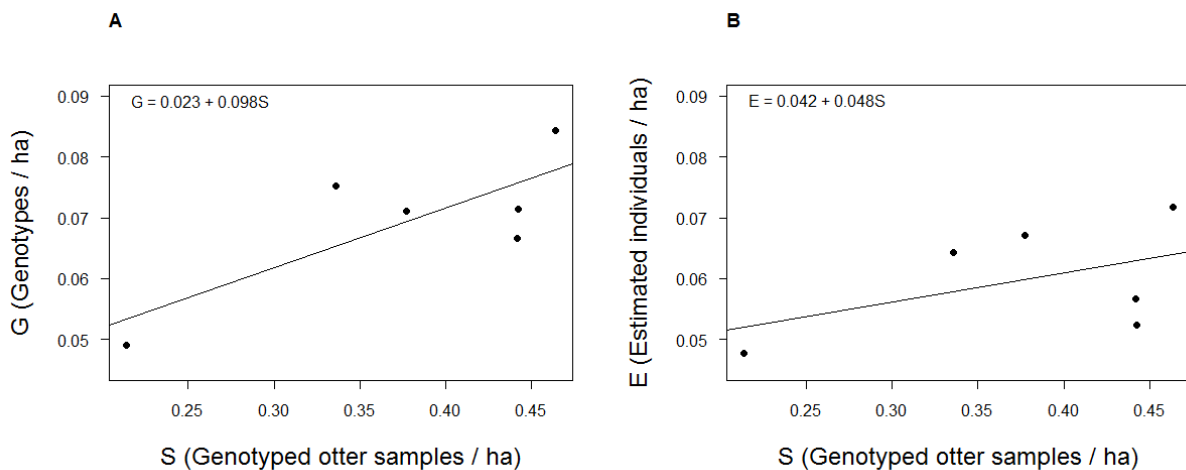 A
G = 0.023 + 0.098S
G (Genotypes / ha)
0.09
0.08
0.07
0.06
0.05
0.25 0.30 0.35 0.40 0.45
S (Genotyped otter samples / ha)
B
E = 0.042 + 0.048S
E (Estimated individuals / ha)
0.09
0.08
0.07
0.06
0.05
0.25 0.30 0.35 0.40 0.45
S (Genotyped otter samples / ha)